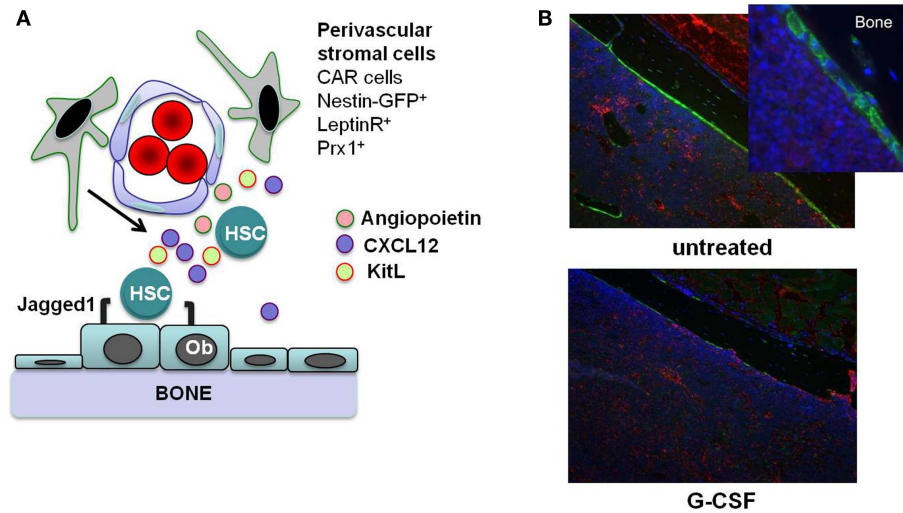 A
Perivascular
stromal cells
CAR cells
Nestin-GFP⁺
LeptinR⁺
Prx1⁺
HSC
Angiopoietin
CXCL12
KitL
HSC
Jagged1
Ob
BONE
B
Bone
untreated
G-CSF